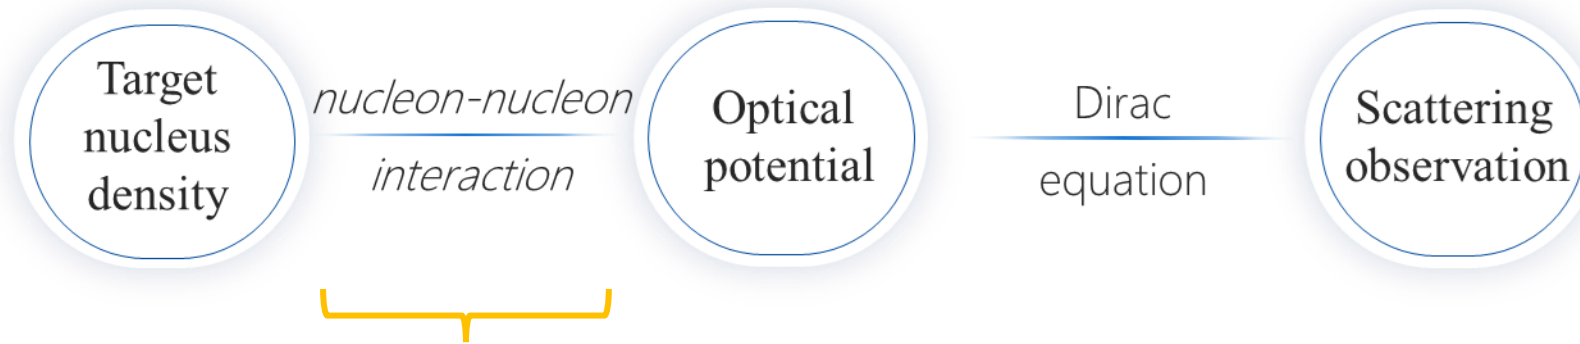 Target
nucleus
density
nucleon-nucleon
interaction
Optical
potential
Dirac
equation
Scattering
observation